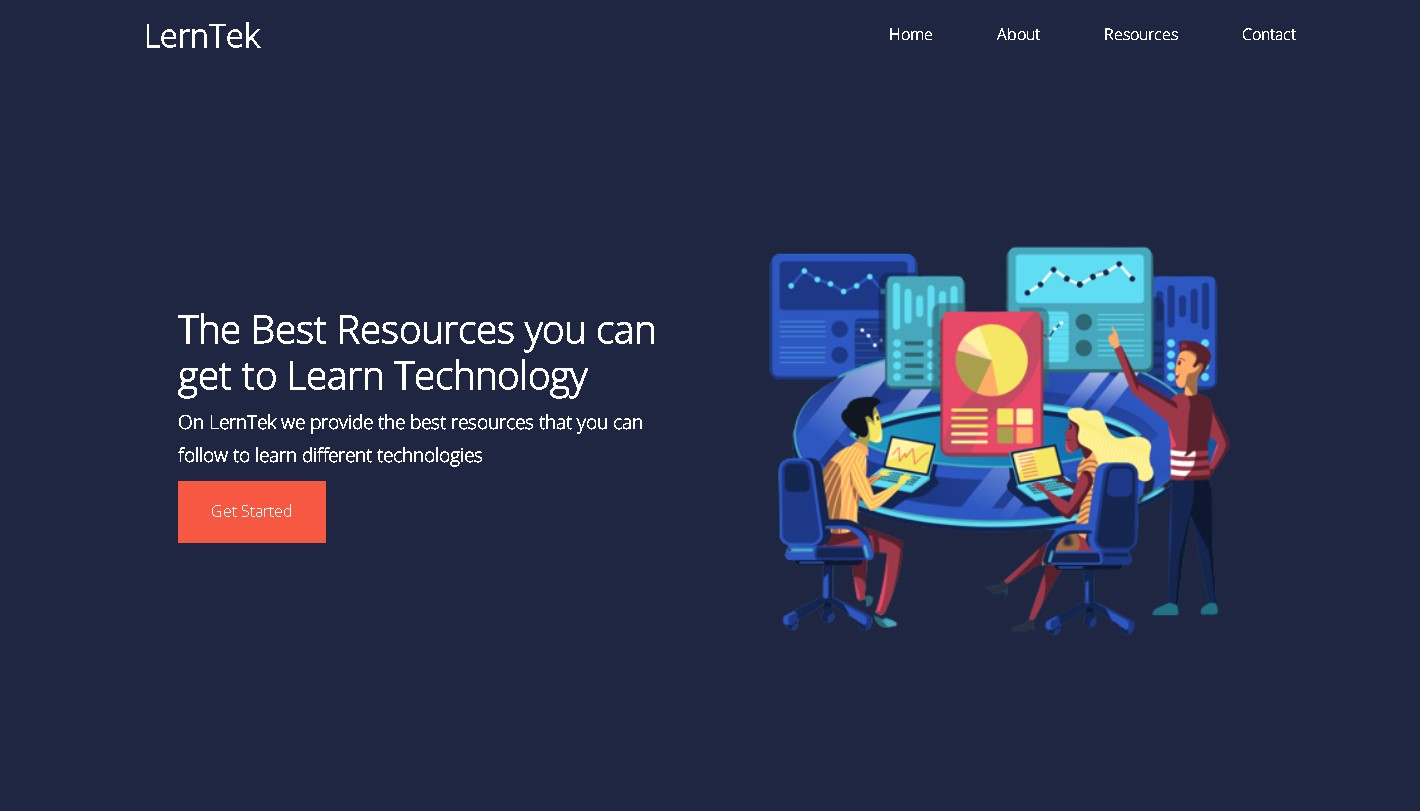 LernTek
Home About Resources Contact
The Best Resources you can
get to Learn Technology
On LernTek we provide the best resources that you can
follow to learn different technologies
Get Started